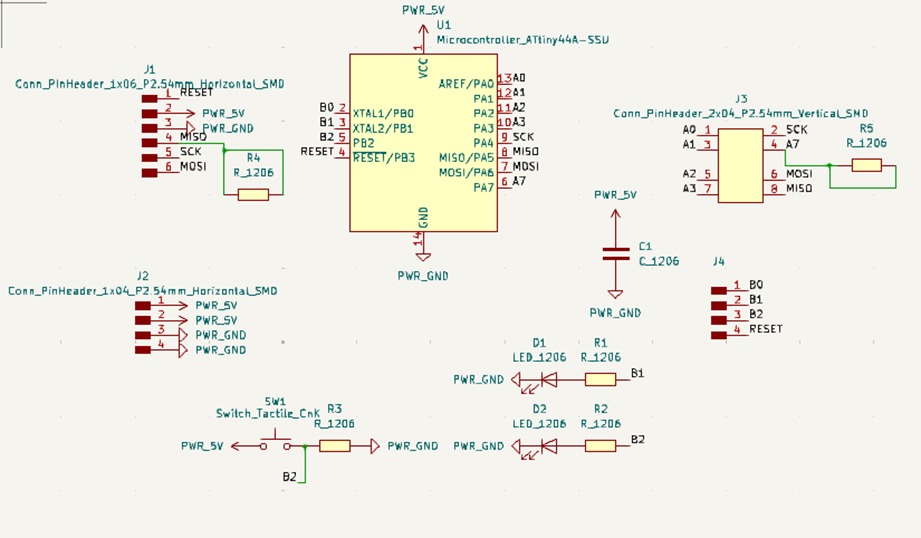 PWR_5V
U1
Microcontroller_ATtiny44A-SSU
1
VCC
AREF/PA0 13 A0
PA1 12 A1
B0 2 XTAL1/PB0
PA2 11 A2
B1 3 XTAL2/PB1
PA3 10 A3
B2 5 PB2
PA4 9 SCK
RESET 4 RESET/PB3
MISO/PA5 8 MISO
MOSI/PA6 7 MOSI
PA7 6 A7
GND
14
PWR_GND
J1
Conn_PinHeader_1x06_P2.54mm_Horizontal_SMD
1 RESET
2 PWR_5V
3 PWR_GND
4 MISO
5 SCK
6 MOSI
R4
R_1206
J3
Conn_PinHeader_2x04_P2.54mm_Vertical_SMD
A0 1 2 SCK
A1 3 4 A7
A2 5 6 MOSI
A3 7 8 MISO
R5
R_1206
PWR_5V
C1
C_1206
PWR_GND
J4
1 B0
2 B1
3 B2
4 RESET
J2
Conn_PinHeader_1x04_P2.54mm_Horizontal_SMD
1 PWR_5V
2 PWR_5V
3 PWR_GND
4 PWR_GND
D1 R1
LED_1206 R_1206
PWR_GND B1
D2 R2
LED_1206 R_1206
PWR_GND B2
SW1
Switch_Tactile_CnK
R3
R_1206
PWR_5V PWR_GND
B2